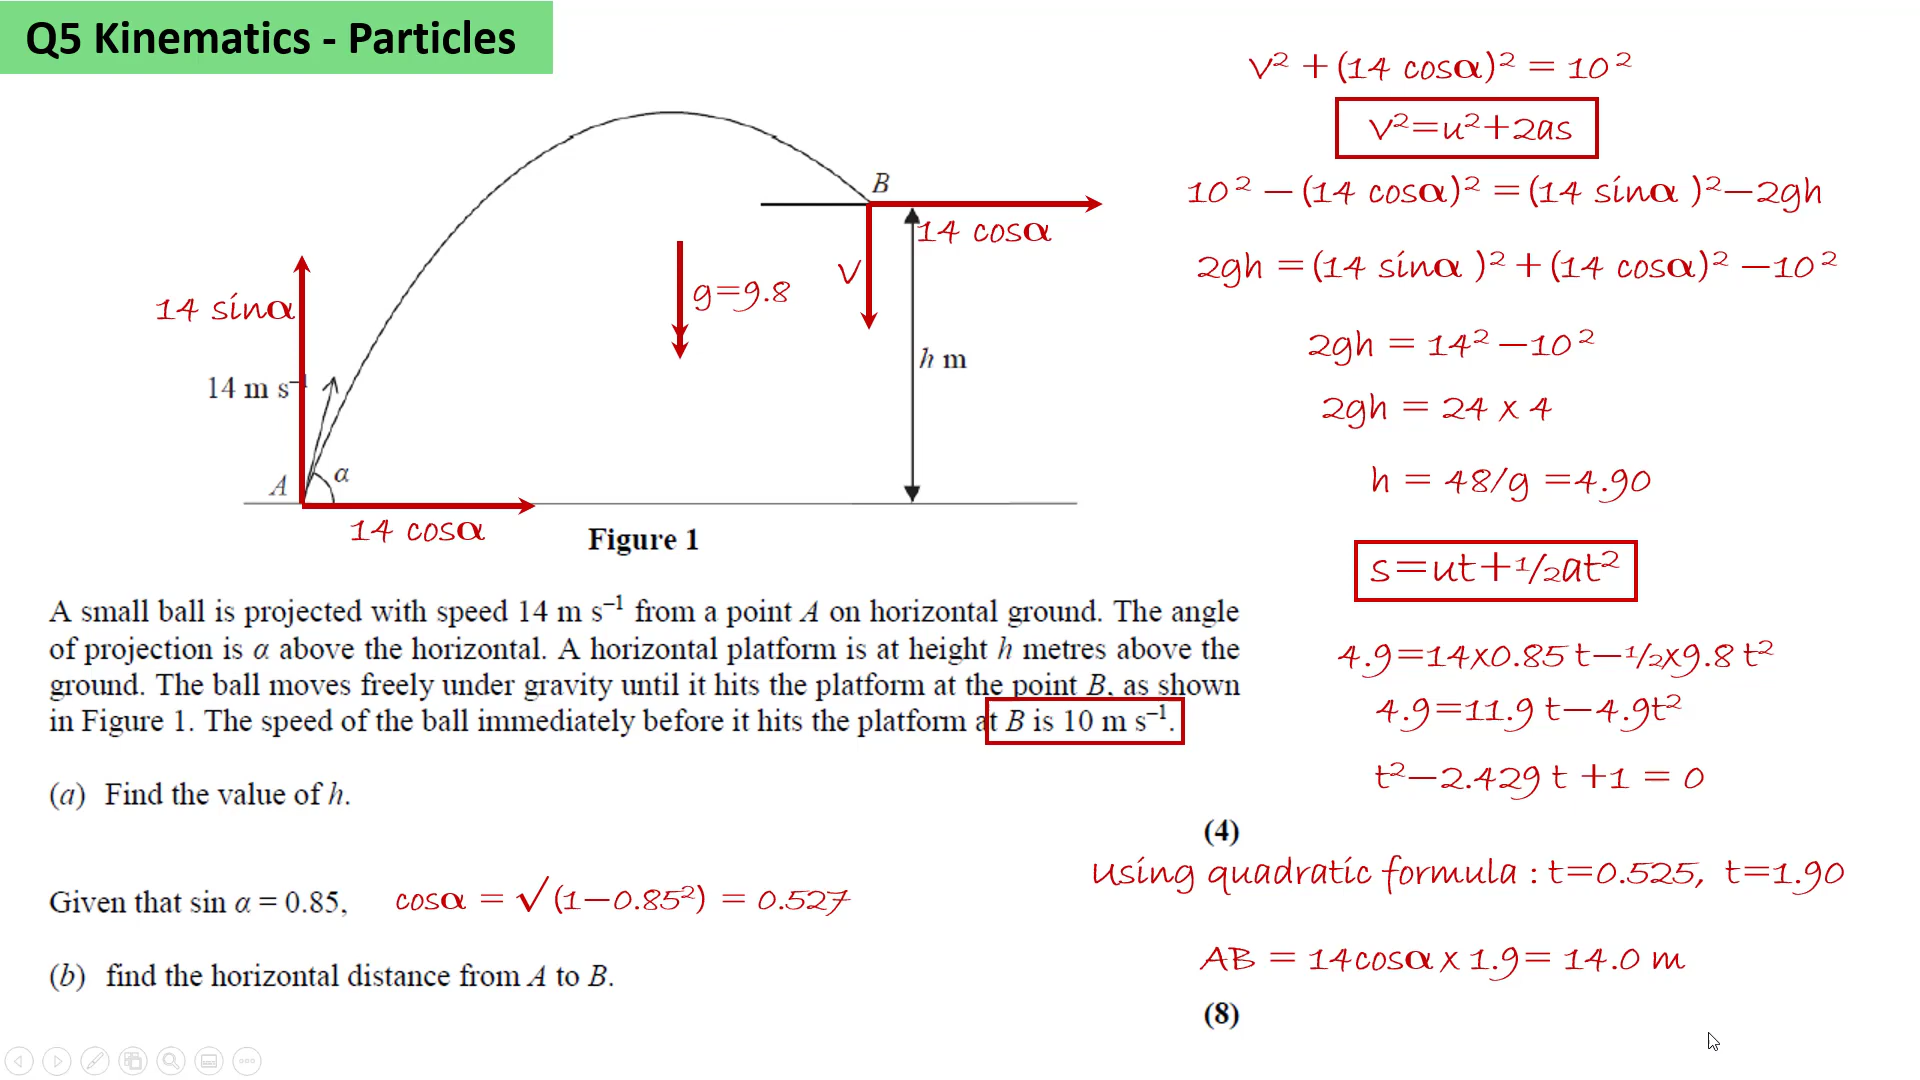 Q5 Kinematics - Particles
B
14 cosα
V
g=9.8
14 sinα
14 m s⁻¹
h m
A
α
14 cosα
Figure 1
A small ball is projected with speed 14 m s⁻¹ from a point A on horizontal ground. The angle
of projection is α above the horizontal. A horizontal platform is at height h metres above the
ground. The ball moves freely under gravity until it hits the platform at the point B, as shown
in Figure 1. The speed of the ball immediately before it hits the platform at B is 10 m s⁻¹.
(a) Find the value of h.
(4)
Given that sin α = 0.85,
cosα = √(1−0.85²) = 0.527
(b) find the horizontal distance from A to B.
(8)
V² +(14 cosα)² = 10²
V²=u²+2as
10² −(14 cosα)² =(14 sinα )²−2gh
2gh =(14 sinα )²+(14 cosα)² −10²
2gh = 14² −10²
2gh = 24 x 4
h = 48/g =4.90
s=ut+1/2at²
4.9=14x0.85 t−1/2x9.8 t²
4.9=11.9 t−4.9t²
t²−2.429 t +1 = 0
Using quadratic formula : t=0.525, t=1.90
AB = 14cosα x 1.9= 14.0 m